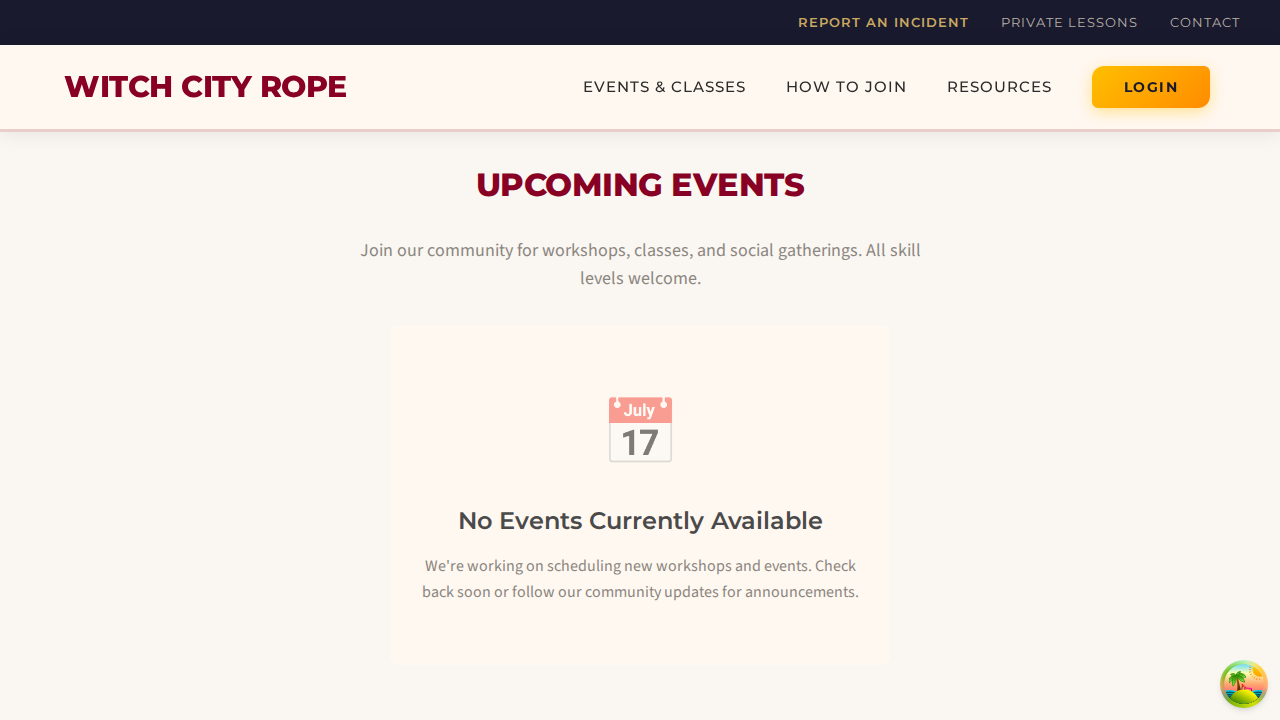 REPORT AN INCIDENT PRIVATE LESSONS CONTACT
WITCH CITY ROPE EVENTS & CLASSES HOW TO JOIN RESOURCES LOGIN
UPCOMING EVENTS
Join our community for workshops, classes, and social gatherings. All skill
levels welcome.
July
17
No Events Currently Available
We're working on scheduling new workshops and events. Check
back soon or follow our community updates for announcements.